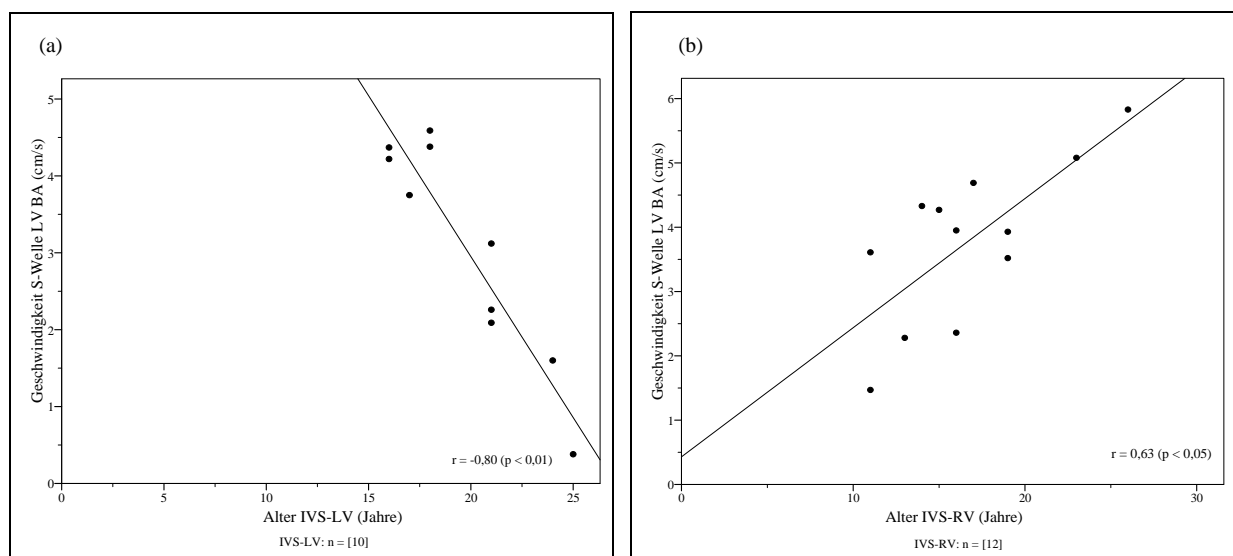 (a)
Geschwindigkeit S-Welle LV BA (cm/s)
5
4
3
2
1
0
0
5
10
15
20
25
r = -0,80 (p < 0,01)
Alter IVS-LV (Jahre)
IVS-LV: n = [10]
(b)
Geschwindigkeit S-Welle LV BA (cm/s)
6
5
4
3
2
1
0
0
10
20
30
r = 0,63 (p < 0,05)
Alter IVS-RV (Jahre)
IVS-RV: n = [12]